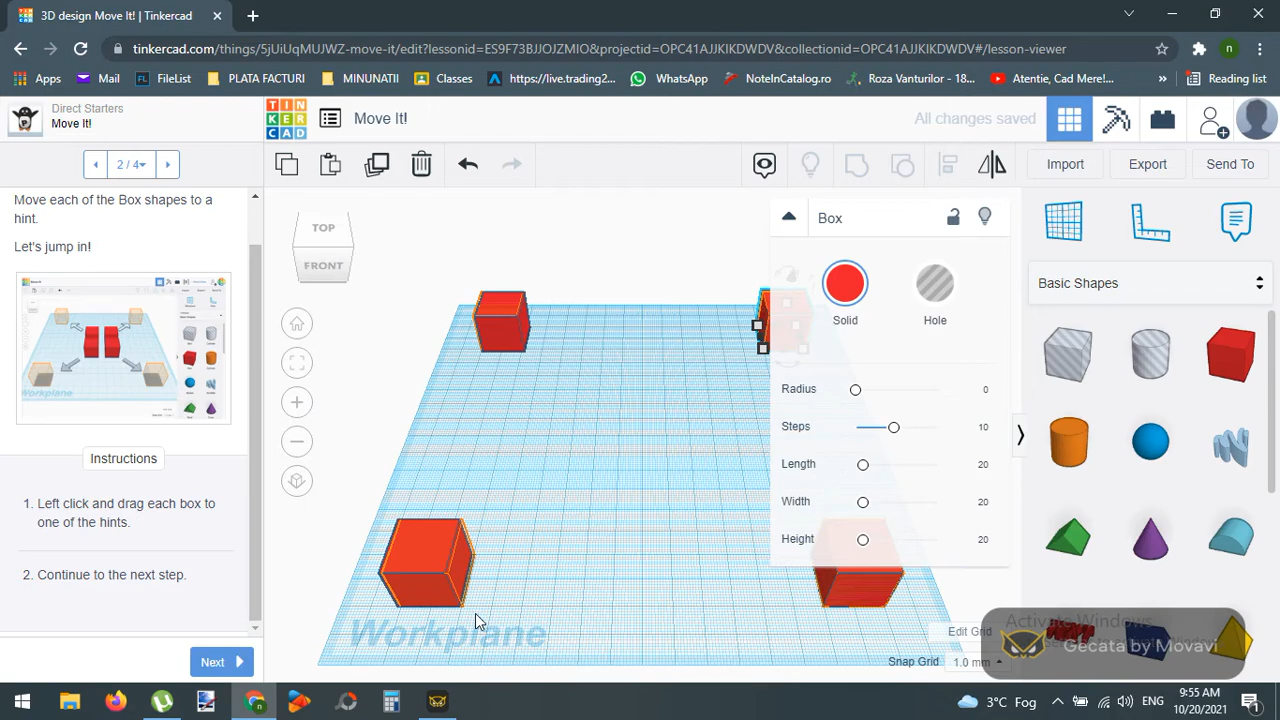 3D design Move It! | Tinkercad
tinkercad.com/things/5jUiUqMUJWZ-move-it/edit?lessonid=ES9F73BJJOJZMIO&projectid=OPC41AJJKIKDWDV&collectionid=OPC41AJJKIKDWDV#/lesson-viewer
n
Apps Mail FileList PLATA FACTURI MINUNATII Classes https://live.trading2... WhatsApp NoteInCatalog.ro Roza Vanturilor - 18... Atentie, Cad Mere!... » Reading list
Direct Starters
Move It!
TIN
KER
CAD
Move It!
All changes saved
2/4
Import Export Send To
Move each of the Box shapes to a
hint.
Let's jump in!
Instructions
1. Left click and drag each box to
one of the hints.
2. Continue to the next step.
Next
TOP
FRONT
Box
Solid Hole
Radius 0
Steps 10
Length 20
Width 20
Height 20
Basic Shapes
Workplane
Edit Grid
Snap Grid 1.0 mm
Gecata by Movavi
3°C Fog
ENG
9:55 AM
10/20/2021
1